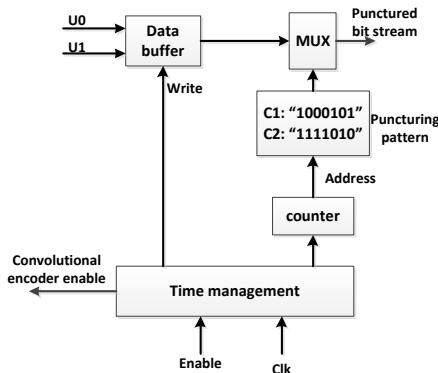 U0
U1
Data
buffer
MUX
Punctured
bit stream
Write
C1: “1000101”
C2: “1111010”
Puncturing
pattern
Address
counter
Convolutional
encoder enable
Time management
Enable
Clk